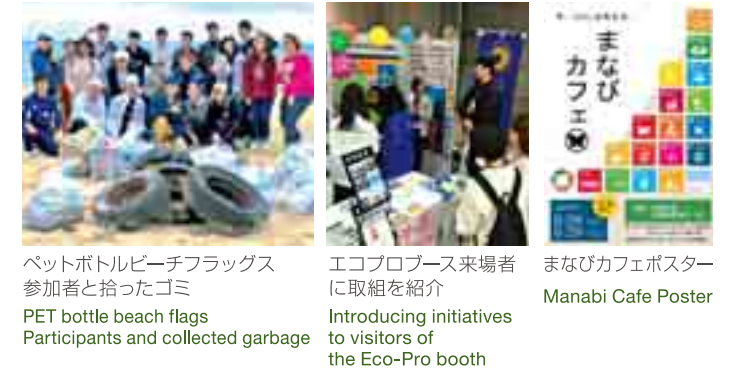 まなび
カフェ
ペットボトルビーチフラッグス
参加者と拾ったゴミ
PET bottle beach flags
Participants and collected garbage
エコプロブース来場者
に取組を紹介
Introducing initiatives
to visitors of
the Eco-Pro booth
まなびカフェポスター
Manabi Cafe Poster